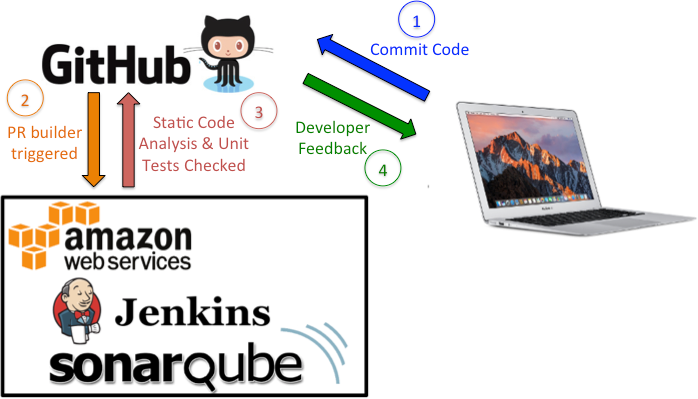 1
Commit Code
GitHub
2
PR builder
triggered
3
Static Code
Analysis & Unit
Tests Checked
Developer
Feedback
4
amazon
web services
Jenkins
sonarqube